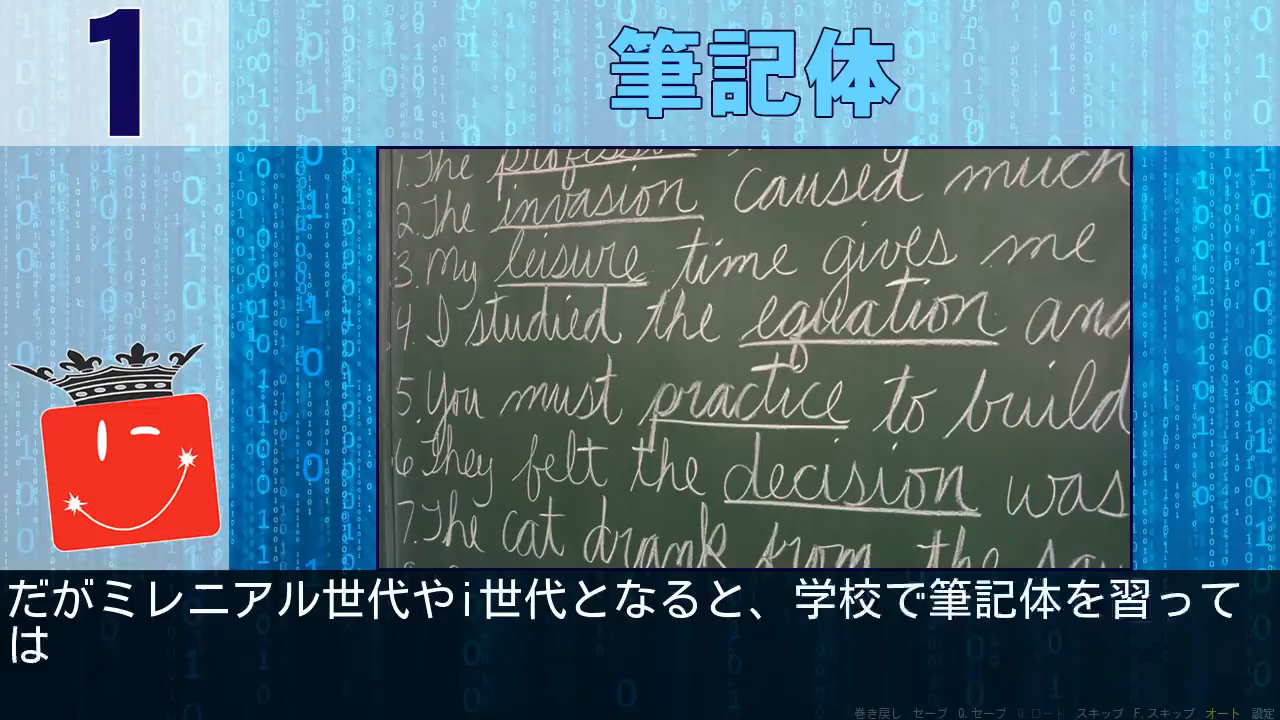 1
筆記体
1. The
2. The invasion caused much
3. My leisure time gives me
4. I studied the equation and
5. You must practice to build
6 They felt the decision was
7. The cat drank from the
だがミレニアル世代やi世代となると、学校で筆記体を習って
は
巻き戻し セーブ Q.セーブ Q.ロード スキップ F.スキップ オート 設定